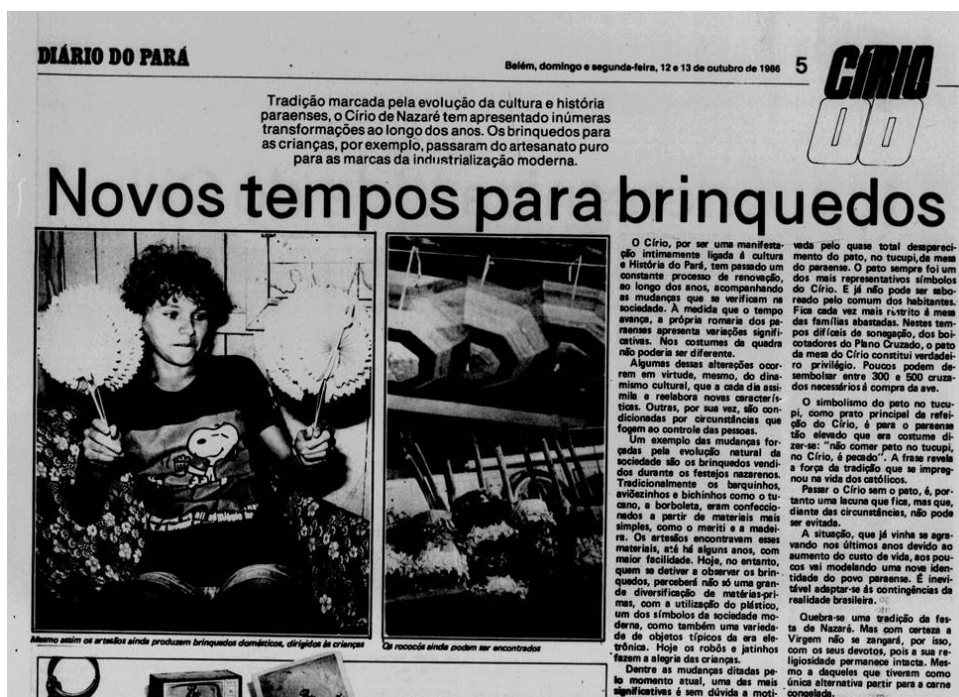 DIÁRIO DO PARÁ
Belém, domingo e segunda-feira, 12 e 13 de outubro de 1986 5
CÍRIO
Tradição marcada pela evolução da cultura e história
paraenses, o Círio de Nazaré tem apresentado inúmeras
transformações ao longo dos anos. Os brinquedos para
as crianças, por exemplo, passaram do artesanato puro
para as marcas da industrialização moderna.
Novos tempos para brinquedos
Mesmo assim os artesãos ainda produzem brinquedos domésticos, dirigidos às crianças
Os rococós ainda podem ser encontrados
O Círio, por ser uma manifesta-
ção intimamente ligada à cultura
e História do Pará, tem passado um
constante processo de renovação,
ao longo dos anos, acompanhando
as mudanças que se verificam na
sociedade. À medida que o tempo
avança, a própria romaria dos pa-
raenses apresenta variações signifi-
cativas. Nos costumes da quadra
não poderia ser diferente.
Algumas dessas alterações ocor-
rem em virtude, mesmo, do dina-
mismo cultural, que a cada dia assi-
mila e reelabora novas caracterís-
ticas. Outras, por sua vez, são con-
dicionadas por circunstâncias que
fogem ao controle das pessoas.
Um exemplo das mudanças for-
çadas pela evolução natural da
sociedade são os brinquedos vendi-
dos durante os festejos nazarenos.
Tradicionalmente os barquinhos,
aviõezinhos e bichinhos como o tu-
cano, a borboleta, eram confeccio-
nados a partir de materiais mais
simples, como o meriti e a madei-
ra. Os artesãos encontravam esses
materiais, até há alguns anos, com
maior facilidade. Hoje, no entanto,
quem se detiver a observar os brin-
quedos, perceberá não só uma gran-
de diversificação de matérias-pri-
mas, com a utilização do plástico,
um dos símbolos da sociedade mo-
derna, como também uma varieda-
de de objetos típicos da era ele-
trônica. Hoje os robôs e jatinhos
fazem a alegria das crianças.
Dentre as mudanças ditadas pe-
lo momento atual, uma das mais
significativas é sem dúvida a moti-
vada pelo quase total desapareci-
mento do pato, no tucupi, da mesa
do paraense. O pato sempre foi um
dos mais representativos símbolos
do Círio. E já não pode ser sabo-
reado pelo comum dos habitantes.
Fica cada vez mais ristrito à mesa
das famílias abastadas. Nestes tem-
pos difíceis de sonegação, dos boi-
cotadores do Plano Cruzado, o pato
da mesa do Círio constitui verdadei-
ro privilégio. Poucos podem de-
sembolsar entre 300 e 500 cruza-
dos necessários à compra da ave.
O simbolismo do pato no tucu-
pi, como prato principal da refei-
ção do Círio, é para o paraense
tão elevado que era costume di-
zer-se: "não comer pato no tucupi,
no Círio, é pecado". A frase revela
a força da tradição que se impreg-
nou na vida dos católicos.
Passar o Círio sem o pato, é, por-
tanto uma lacuna que fica, mas que,
diante das circunstâncias, não pode
ser evitada.
A situação, que já vinha se agra-
vando nos últimos anos devido ao
aumento do custo de vida, aos pou-
cos vai modelando uma nova iden-
tidade do povo paraense. É inevi-
tável adaptar-se às contingências da
realidade brasileira.
Quebra-se uma tradição da fes-
ta de Nazaré. Mas com certeza a
Virgem não se zangará, por isso,
com os seus devotos, pois a sua re-
ligiosidade permanece intacta. Mes-
mo a daqueles que tiveram como
única alternativa partir para a carne
congelada.